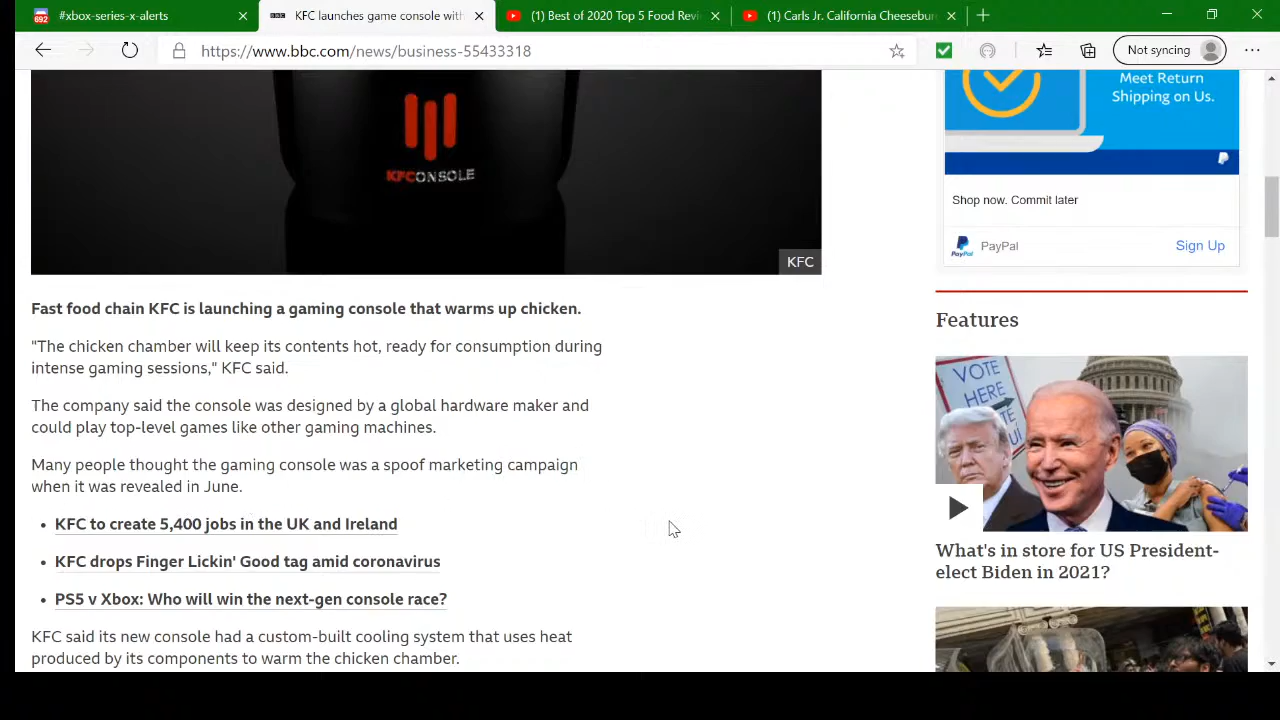 692
#xbox-series-x-alerts
BBC
KFC launches game console with
(1) Best of 2020 Top 5 Food Revi
(1) Carls Jr. California Cheesebur
https://www.bbc.com/news/business-55433318
Not syncing
KFCONSOLE
KFC
Meet Return
Shipping on Us.
Shop now. Commit later
PayPal
PayPal
Sign Up
Fast food chain KFC is launching a gaming console that warms up chicken.
"The chicken chamber will keep its contents hot, ready for consumption during
intense gaming sessions," KFC said.
The company said the console was designed by a global hardware maker and
could play top-level games like other gaming machines.
Many people thought the gaming console was a spoof marketing campaign
when it was revealed in June.
• KFC to create 5,400 jobs in the UK and Ireland
• KFC drops Finger Lickin' Good tag amid coronavirus
• PS5 v Xbox: Who will win the next-gen console race?
KFC said its new console had a custom-built cooling system that uses heat
produced by its components to warm the chicken chamber.
Features
VOTE
HERE
What's in store for US President-
elect Biden in 2021?